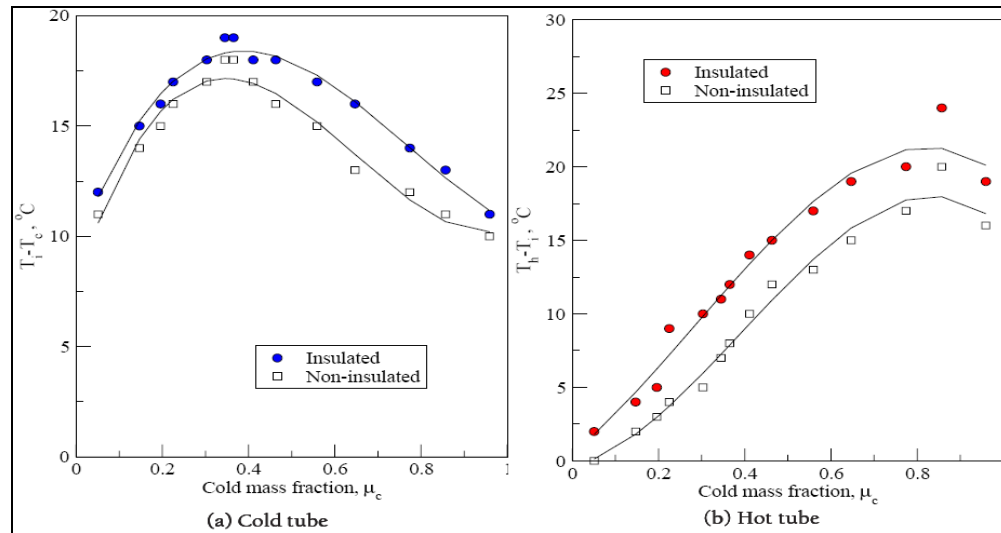 20
15
10
5
0
T_i-T_c, °C
Insulated
Non-insulated
0 0.2 0.4 0.6 0.8 1
Cold mass fraction, μ_c
(a) Cold tube
30
25
20
15
10
5
0
T_h-T_i, °C
Insulated
Non-insulated
0 0.2 0.4 0.6 0.8
Cold mass fraction, μ_c
(b) Hot tube